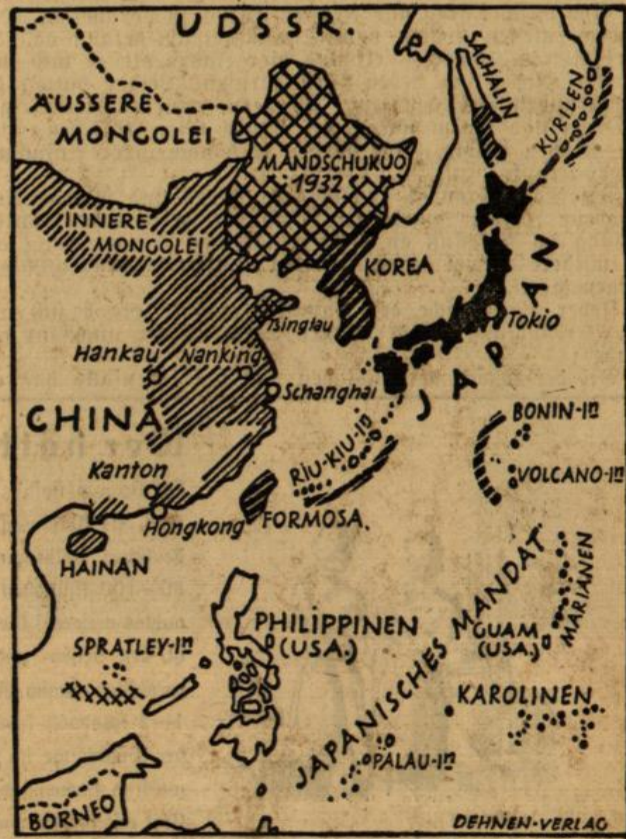 UDSSR.
ÄUSSERE
MONGOLEI
SACHALIN
KURILEN
MANDSCHUKUO
1932
INNERE
MONGOLEI
KOREA
JAPAN
Tokio
Tsingtau
Hankau
Nanking
Schanghai
CHINA
RIU-KIU-In
BONIN-In
VOLCANO-In
Kanton
Hongkong
FORMOSA.
HAINAN
MARIANEN
JAPANISCHES MANDAT
PHILIPPINEN
(USA.)
GUAM
(USA.)
SPRATLEY-In
KAROLINEN
PALAU-In
BORNEO
DEHNEN-VERLAG